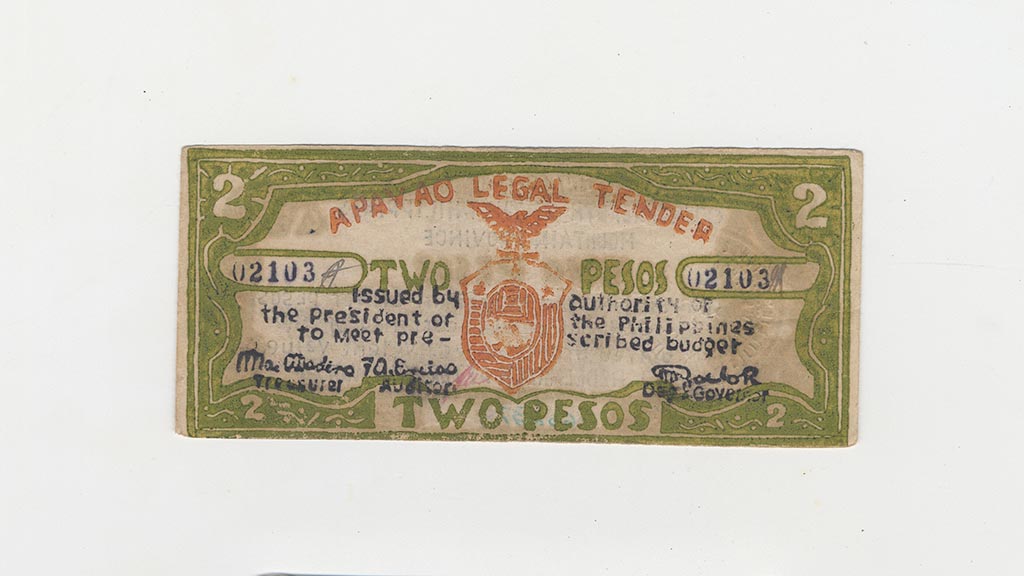 2 2
APAYAO LEGAL TENDER
02103 TWO PESOS 02103
Issued by authority of
the president of the Philippines
to Meet pre- scribed budget
Treasurer Auditor Dep. Governor
2 TWO PESOS 2